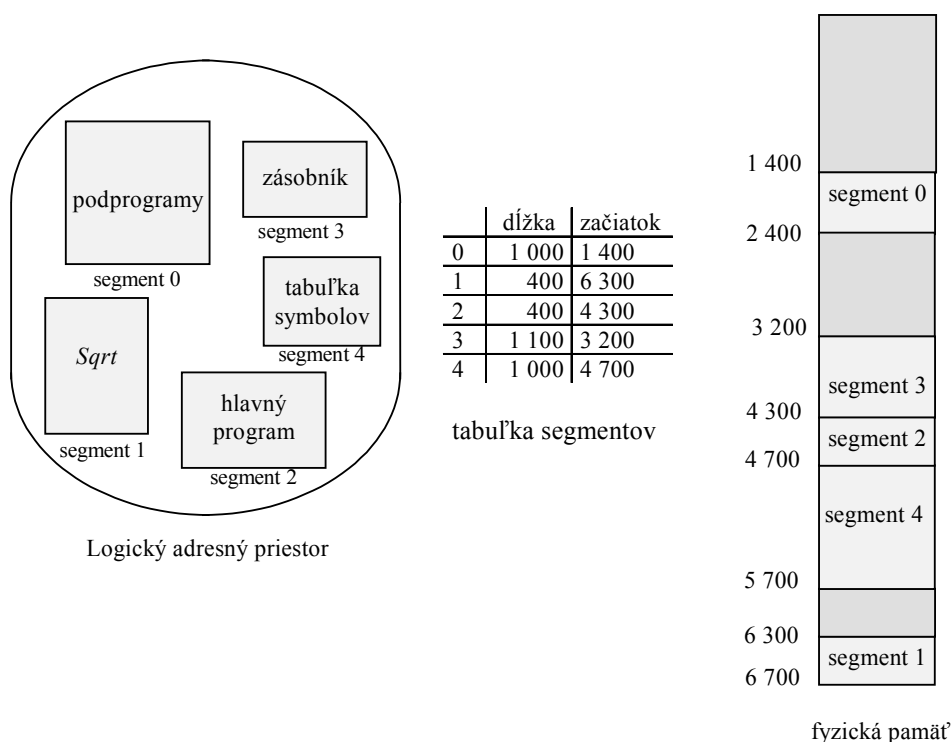 podprogramy
segment 0
zásobník
segment 3
tabuľka
symbolov
segment 4
Sqrt
segment 1
hlavný
program
segment 2
Logický adresný priestor
dĺžka začiatok
0 1 000 1 400
1 400 6 300
2 400 4 300
3 1 100 3 200
4 1 000 4 700
tabuľka segmentov
1 400
segment 0
2 400
3 200
segment 3
4 300
segment 2
4 700
segment 4
5 700
6 300
segment 1
6 700
fyzická pamäť